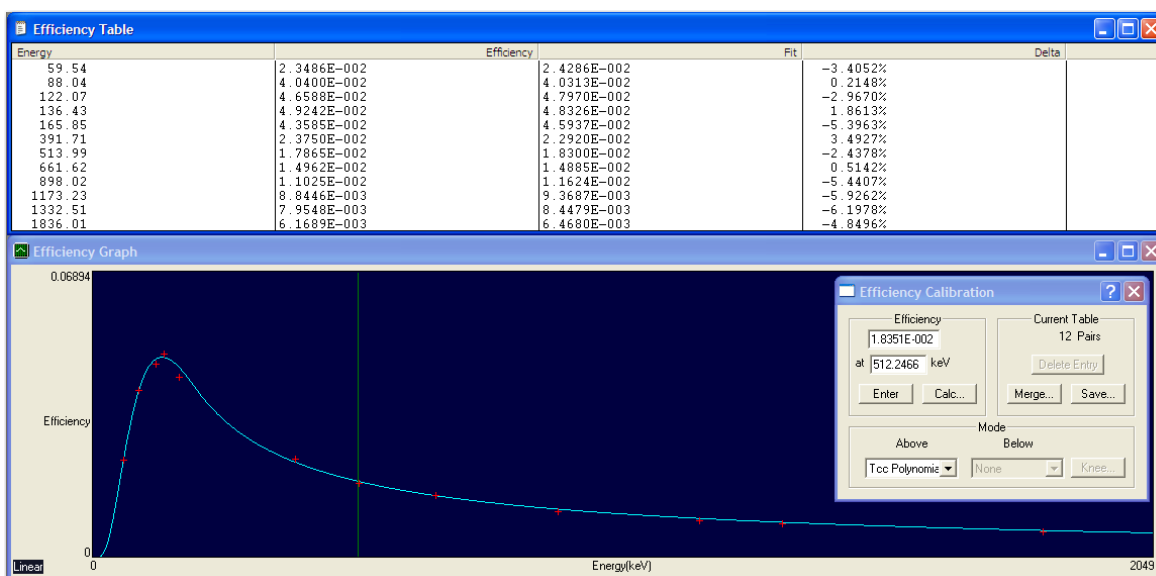 Efficiency Table
Energy Efficiency Fit Delta
59.54 2.3486E-002 2.4286E-002 -3.4052%
88.04 4.0400E-002 4.0313E-002 0.2148%
122.07 4.6588E-002 4.7970E-002 -2.9670%
136.43 4.9242E-002 4.8326E-002 1.8613%
165.85 4.3585E-002 4.5937E-002 -5.3963%
391.71 2.3750E-002 2.2920E-002 3.4927%
513.99 1.7865E-002 1.8300E-002 -2.4378%
661.62 1.4962E-002 1.4885E-002 0.5142%
898.02 1.1025E-002 1.1624E-002 -5.4407%
1173.23 8.8446E-003 9.3687E-003 -5.9262%
1332.51 7.9548E-003 8.4479E-003 -6.1978%
1836.01 6.1689E-003 6.4680E-003 -4.8496%
Efficiency Graph
0.06894
Efficiency
0
Linear
0
Energy(keV)
2049
Efficiency Calibration
Efficiency
1.8351E-002
at 512.2466 keV
Enter Calc...
Current Table
12 Pairs
Delete Entry
Merge... Save...
Mode
Above Below
Tcc Polynomia None Knee...